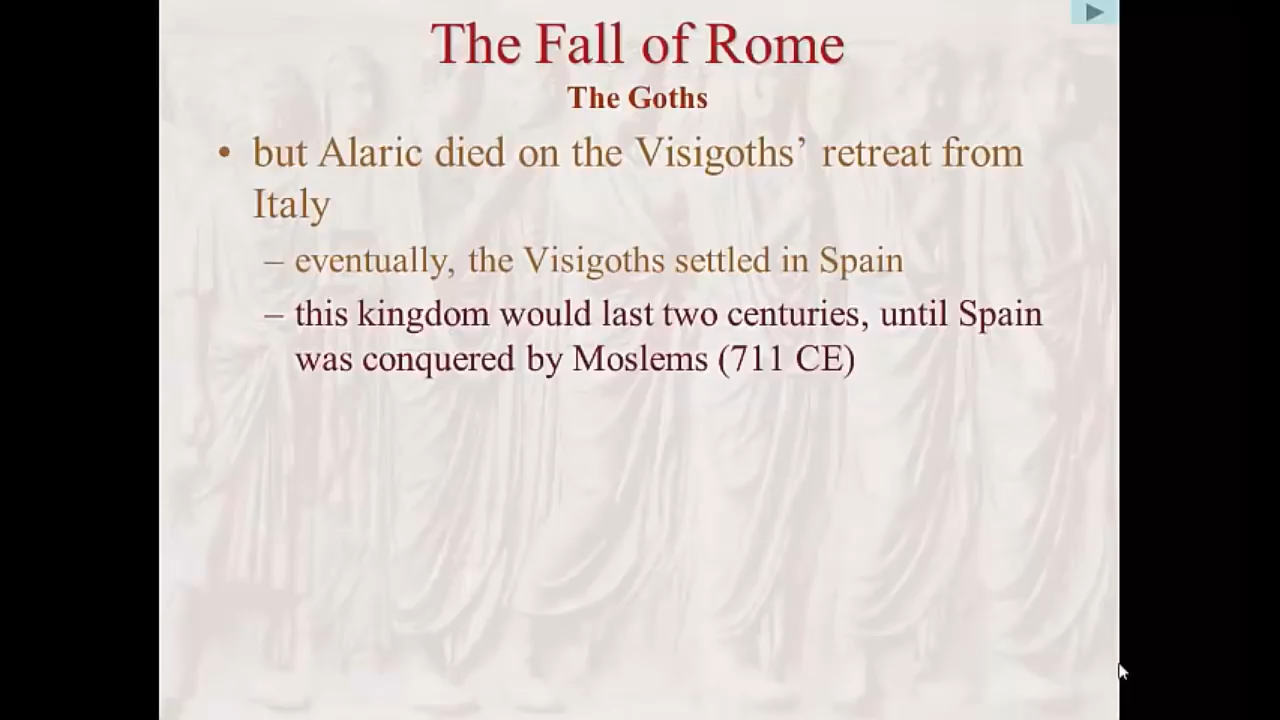 The Fall of Rome
The Goths
• but Alaric died on the Visigoths’ retreat from
Italy
– eventually, the Visigoths settled in Spain
– this kingdom would last two centuries, until Spain
was conquered by Moslems (711 CE)